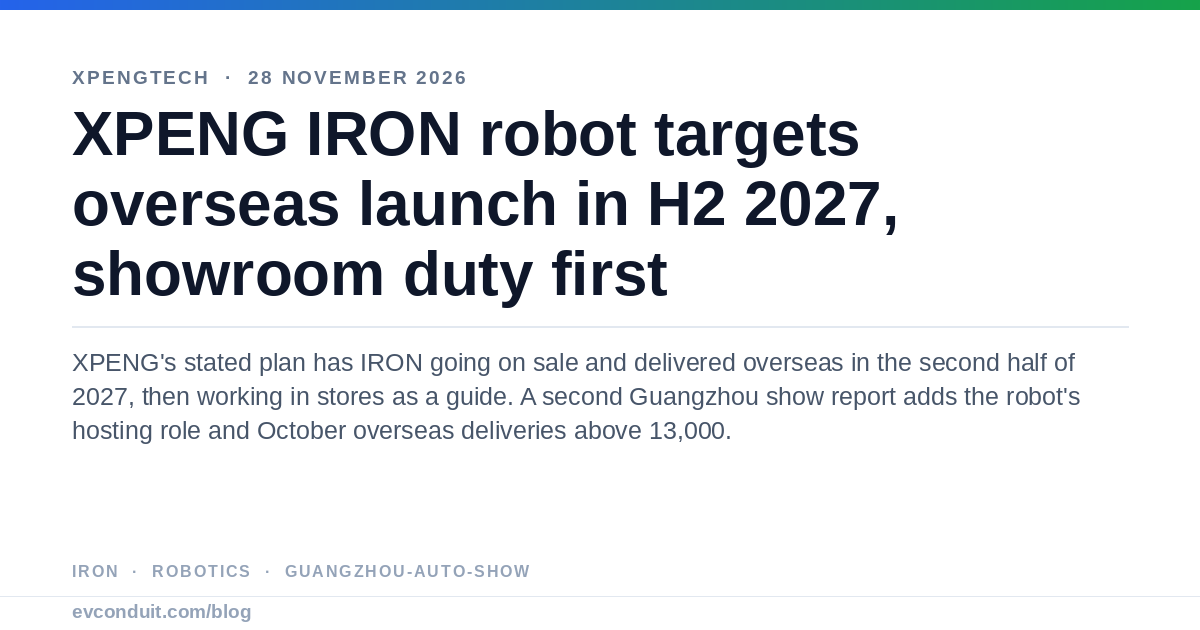 XPENGTECH · 28 NOVEMBER 2026
XPENG IRON robot targets
overseas launch in H2 2027,
showroom duty first
XPENG's stated plan has IRON going on sale and delivered overseas in the second half of
2027, then working in stores as a guide. A second Guangzhou show report adds the robot's
hosting role and October overseas deliveries above 13,000.
IRON · ROBOTICS · GUANGZHOU-AUTO-SHOW
evconduit.com/blog